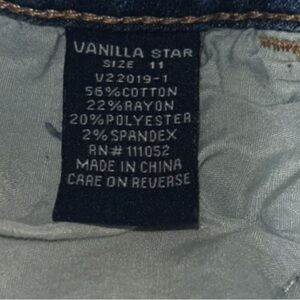 VANILLA STAR
SIZE 11
V22019-1
56%COTTON
22%RAYON
20%POLYESTER
2% SPANDEX
RN# 111052
MADE IN CHINA
CARE ON REVERSE